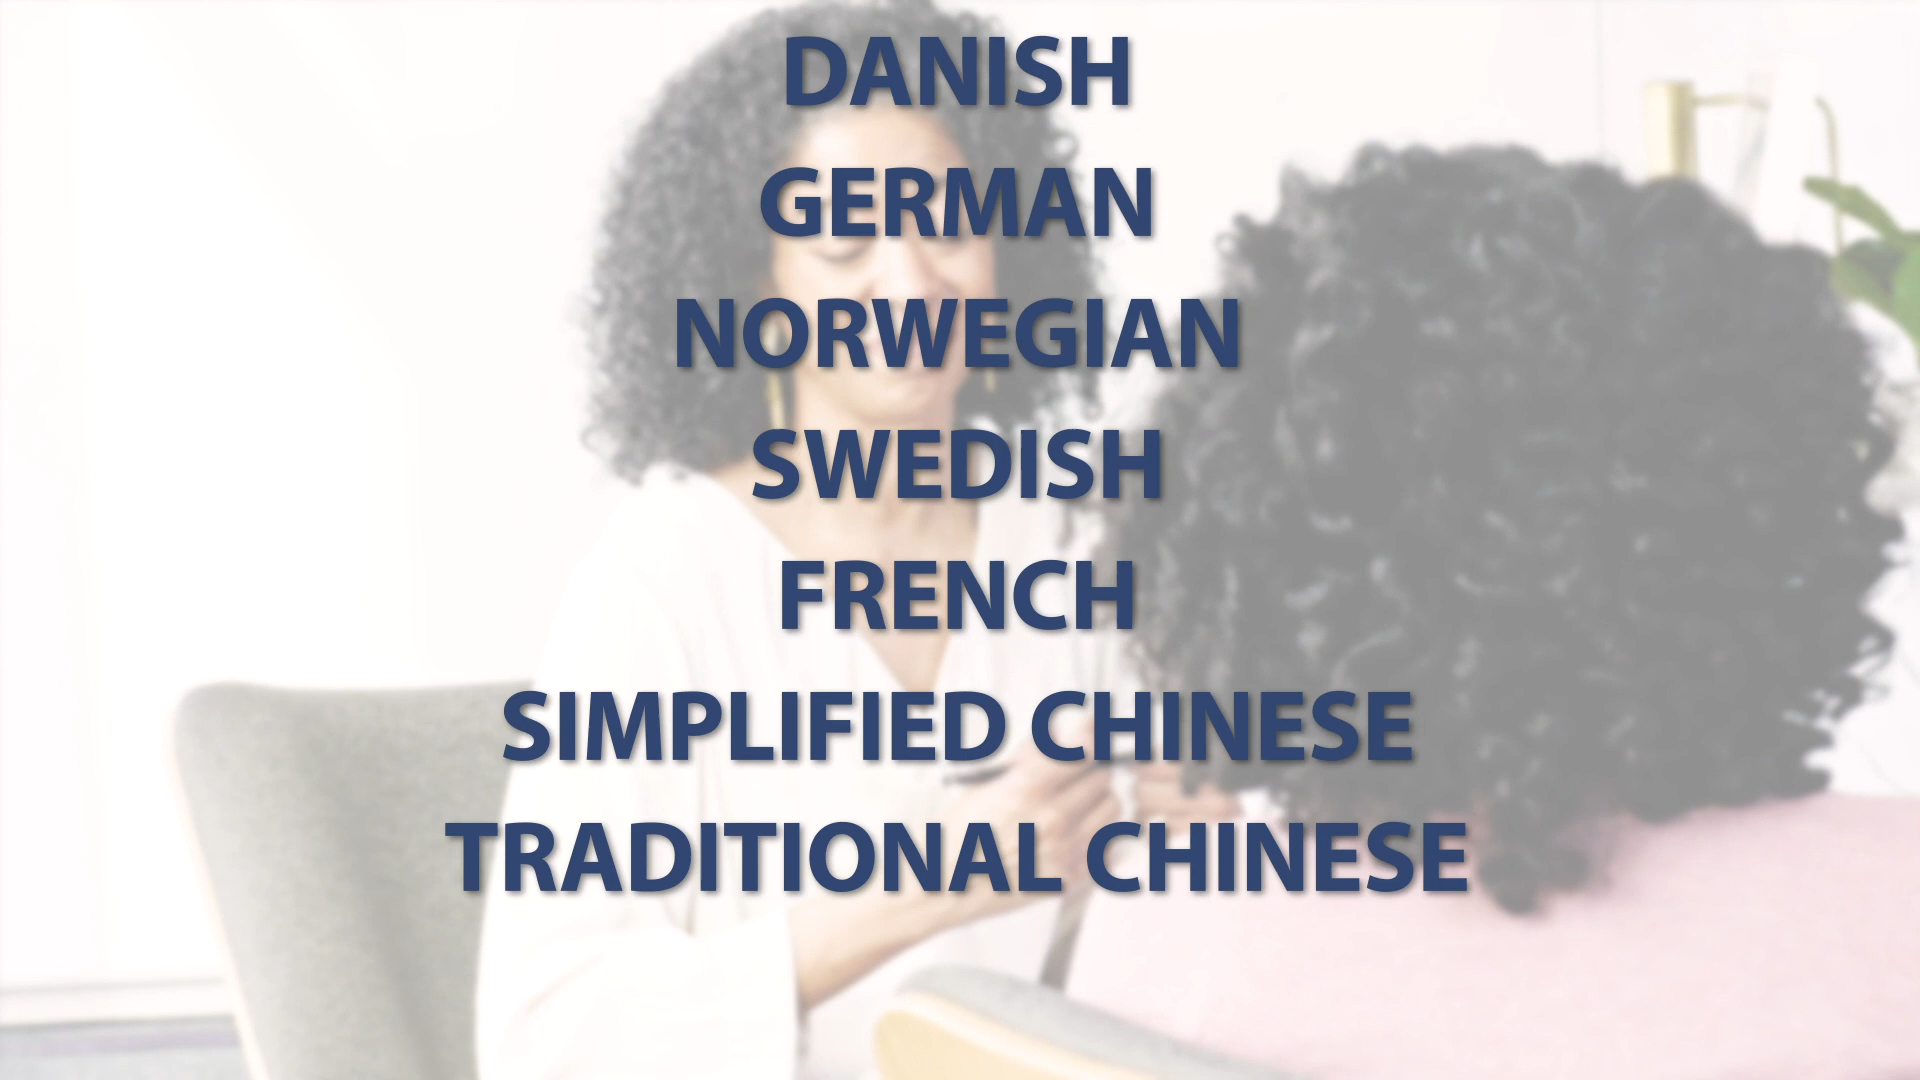 DANISH
GERMAN
NORWEGIAN
SWEDISH
FRENCH
SIMPLIFIED CHINESE
TRADITIONAL CHINESE